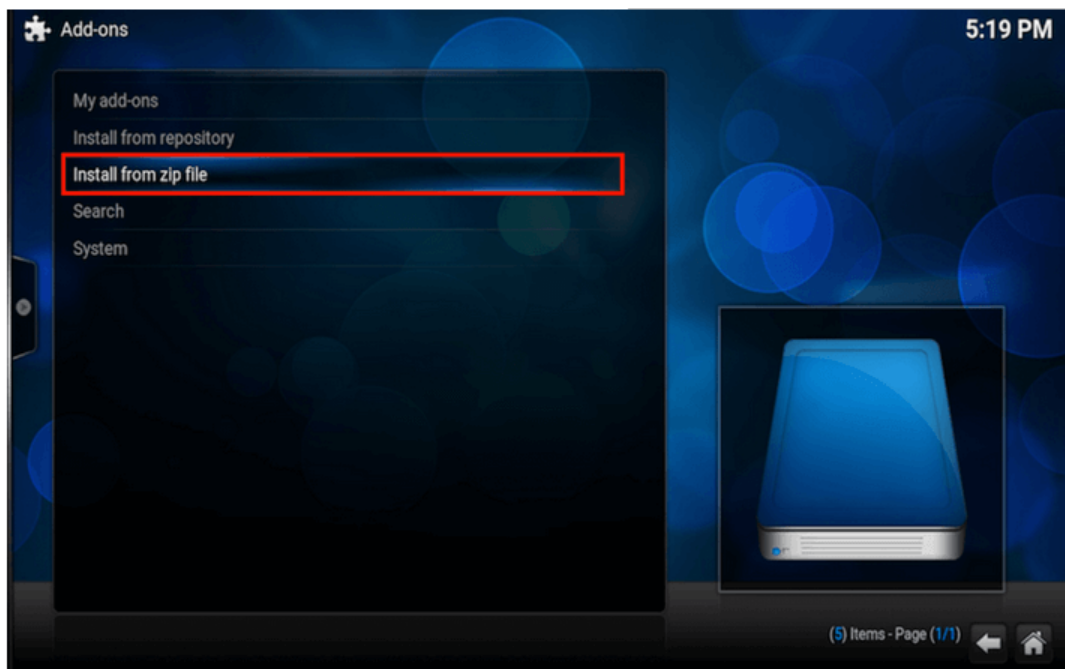 Add-ons
5:19 PM
My add-ons
Install from repository
Install from zip file
Search
System
(5) Items - Page (1/1)